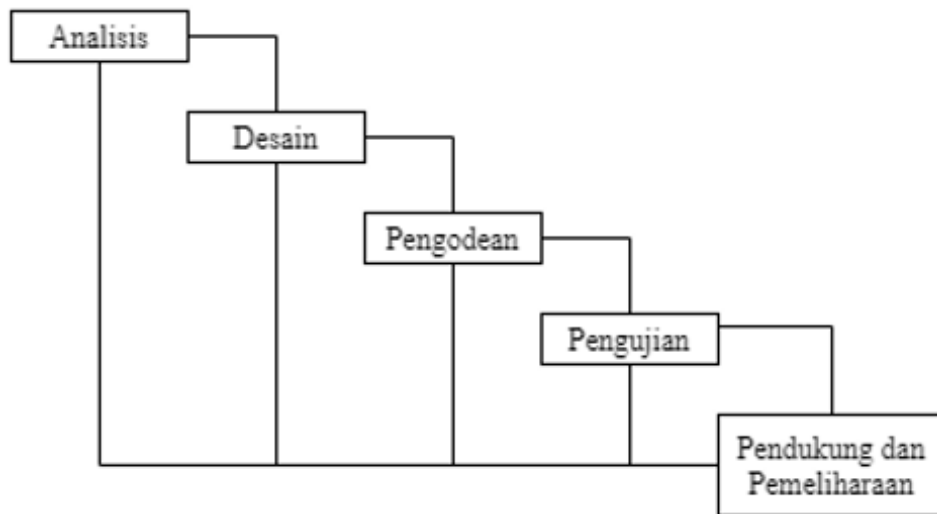 Analisis
Desain
Pengodean
Pengujian
Pendukung dan
Pemeliharaan